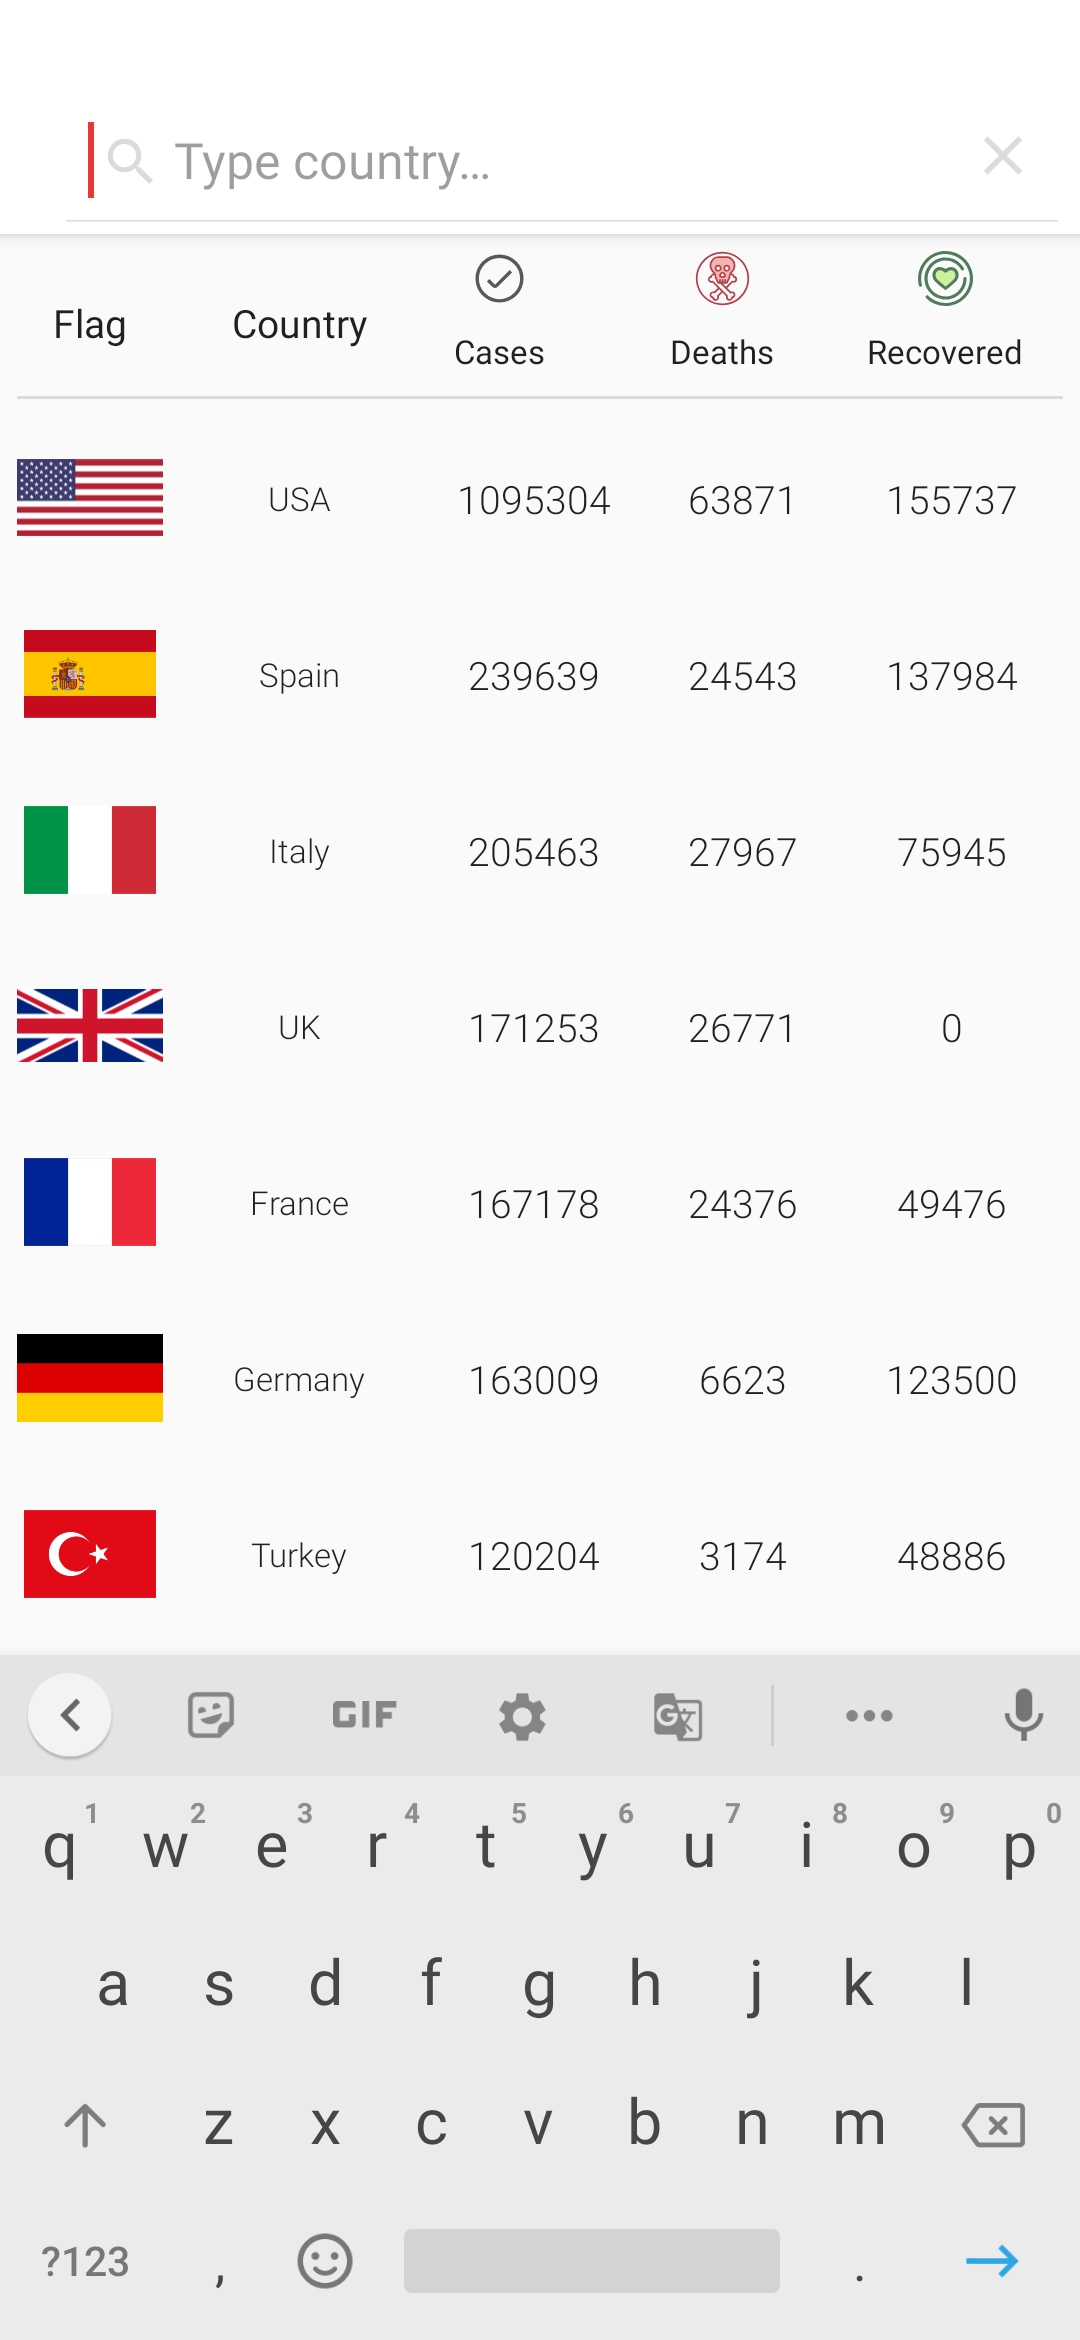 Type country...
Flag Country Cases Deaths Recovered
USA 1095304 63871 155737
Spain 239639 24543 137984
Italy 205463 27967 75945
UK 171253 26771 0
France 167178 24376 49476
Germany 163009 6623 123500
Turkey 120204 3174 48886
GIF G 文
1 2 3 4 5 6 7 8 9 0
q w e r t y u i o p
a s d f g h j k l
z x c v b n m
?123 , .